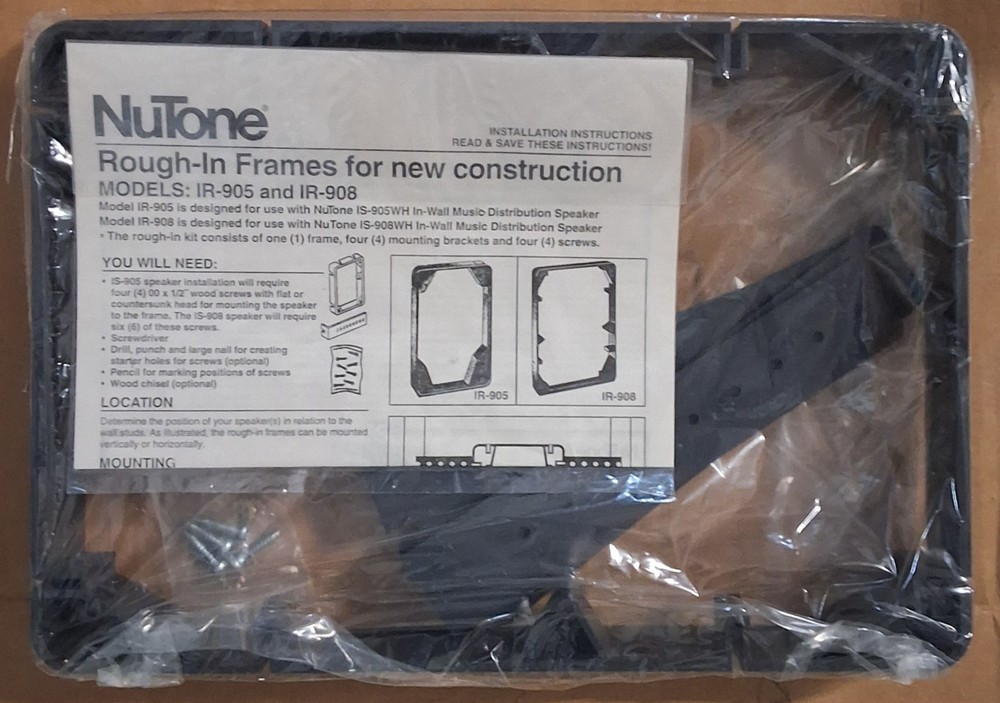 NuTone®
INSTALLATION INSTRUCTIONS
READ & SAVE THESE INSTRUCTIONS!
Rough-In Frames for new construction
MODELS: IR-905 and IR-908
Model IR-905 is designed for use with NuTone IS-905WH In-Wall Music Distribution Speaker
Model IR-908 is designed for use with NuTone IS-908WH In-Wall Music Distribution Speaker
* The rough-in kit consists of one (1) frame, four (4) mounting brackets and four (4) screws.
YOU WILL NEED:
• IS-905 speaker installation will require
four (4) 00 x 1/2" wood screws with flat or
countersunk head for mounting the speaker
to the frame. The IS-908 speaker will require
six (6) of these screws.
• Screwdriver
• Drill, punch and large nail for creating
starter holes for screws (optional)
• Pencil for marking positions of screws
• Wood chisel (optional)
IR-905
IR-908
LOCATION
Determine the position of your speaker(s) in relation to the
wall studs. As illustrated, the rough-in frames can be mounted
vertically or horizontally.
MOUNTING